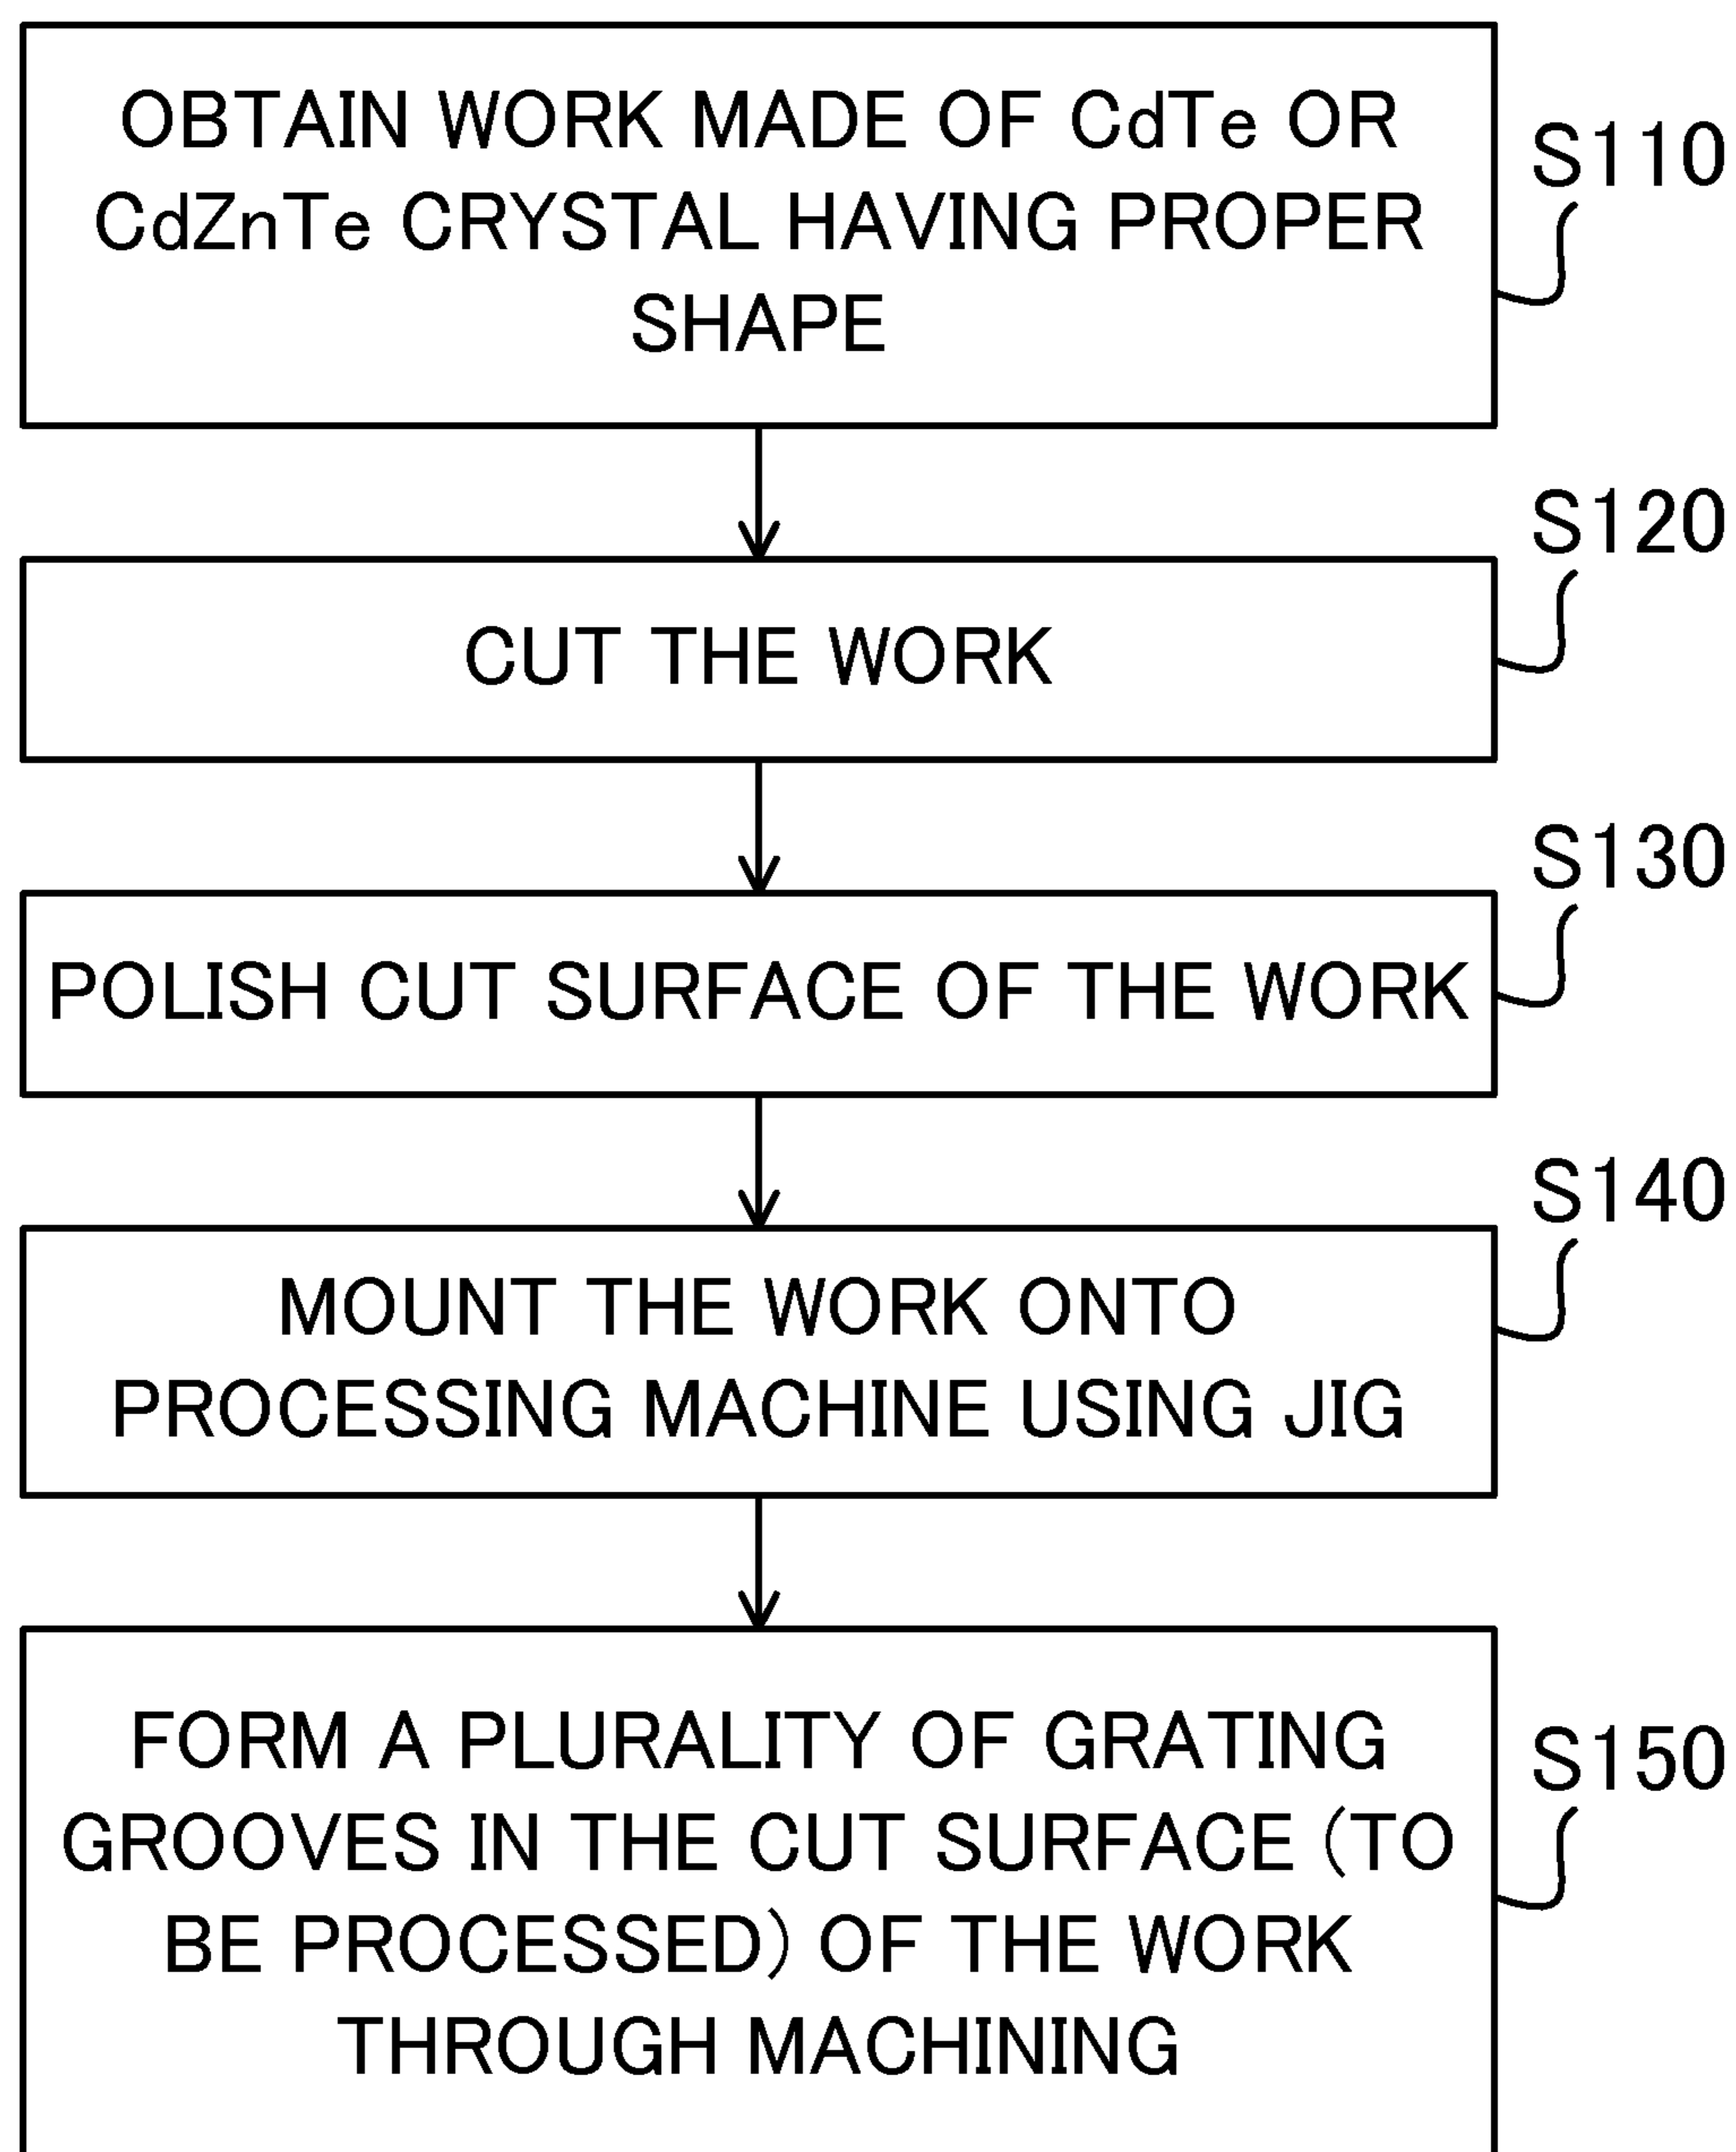 OBTAIN WORK MADE OF CdTe OR
CdZnTe CRYSTAL HAVING PROPER
SHAPE
S110
CUT THE WORK
S120
POLISH CUT SURFACE OF THE WORK
S130
MOUNT THE WORK ONTO
PROCESSING MACHINE USING JIG
S140
FORM A PLURALITY OF GRATING
GROOVES IN THE CUT SURFACE (TO
BE PROCESSED) OF THE WORK
THROUGH MACHINING
S150